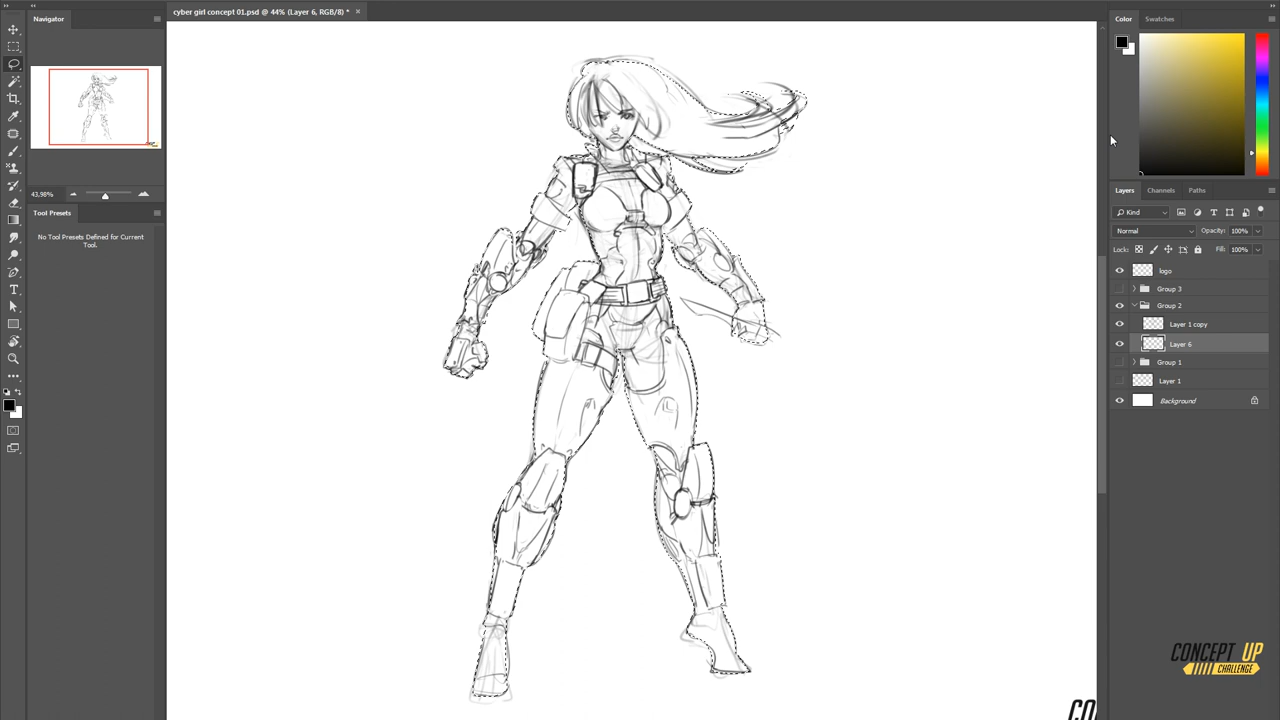 cyber girl concept 01.psd @ 44% (Layer 6, RGB/8) *
Navigator
43,98%
Tool Presets
No Tool Presets Defined for Current
Tool.
Color
Swatches
Layers
Channels
Paths
Kind
Normal
Opacity: 100%
Lock:
Fill: 100%
logo
Group 3
Group 2
Layer 1 copy
Layer 6
Group 1
Layer 1
Background
CONCEPT UP
CHALLENGE
CO